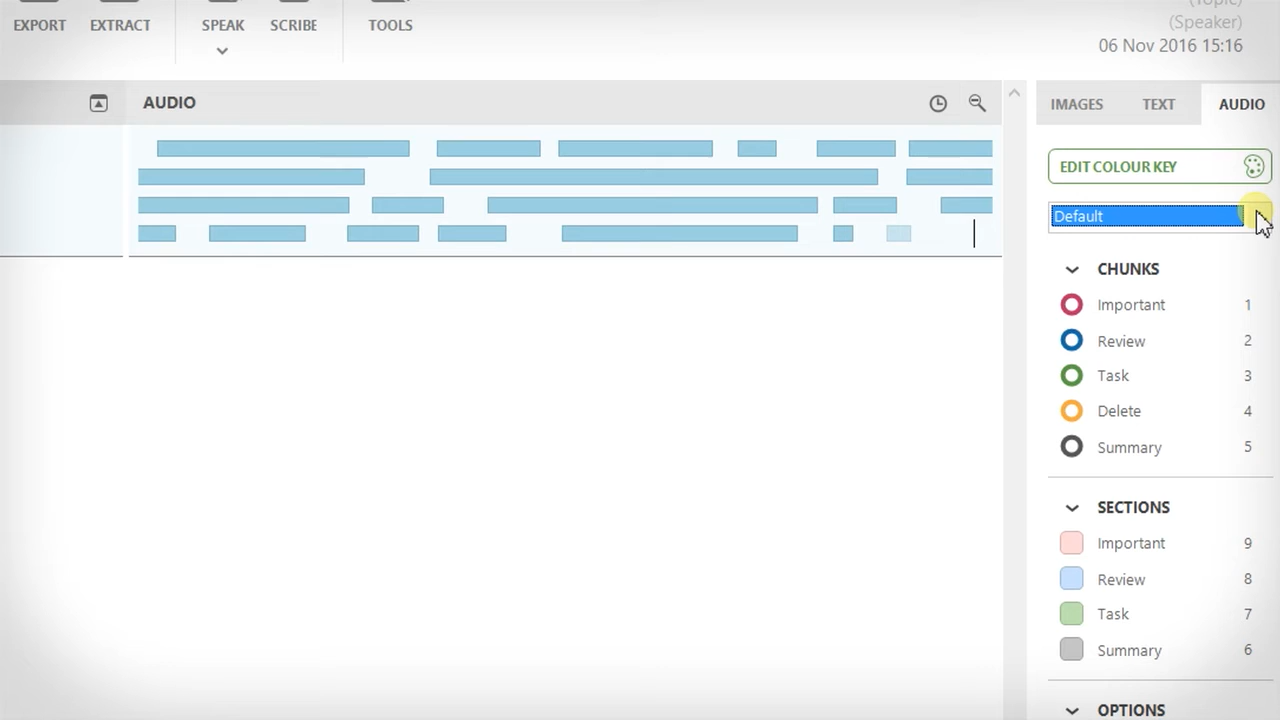 EXPORT EXTRACT SPEAK SCRIBE TOOLS
(Topic)
(Speaker)
06 Nov 2016 15:16
AUDIO
IMAGES TEXT AUDIO
EDIT COLOUR KEY
Default
CHUNKS
Important 1
Review 2
Task 3
Delete 4
Summary 5
SECTIONS
Important 9
Review 8
Task 7
Summary 6
OPTIONS